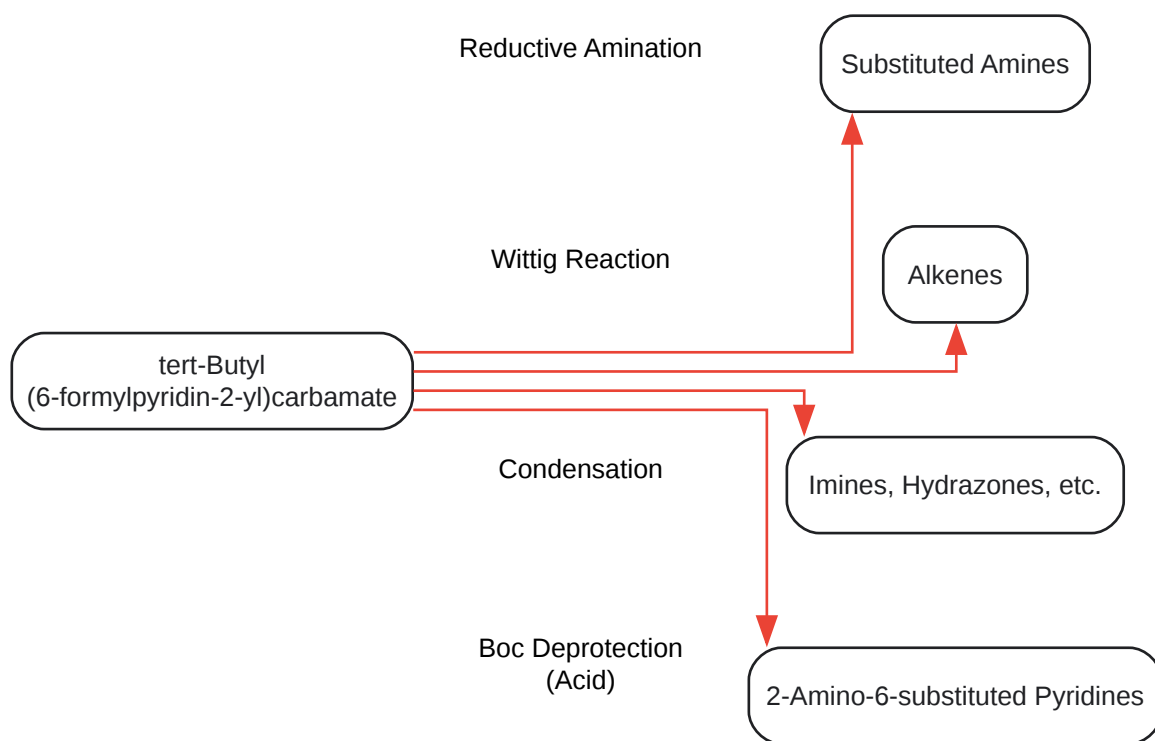 Reductive Amination
Substituted Amines
Wittig Reaction
Alkenes
tert-Butyl
(6-formylpyridin-2-yl)carbamate
Condensation
Imines, Hydrazones, etc.
Boc Deprotection
(Acid)
2-Amino-6-substituted Pyridines